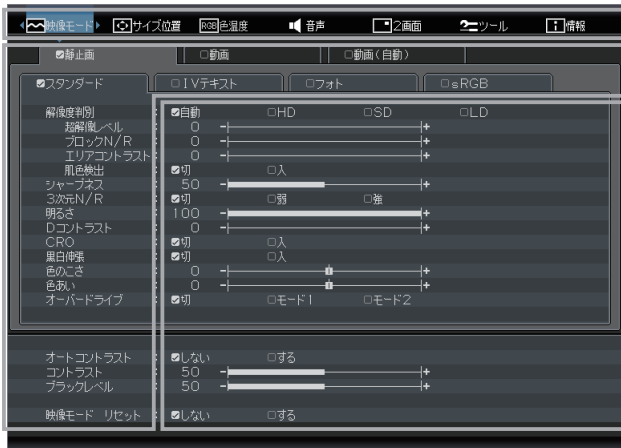 映像モード サイズ位置 RGB 色温度 音声 2画面 ツール 情報
静止画 動画 動画(自動)
スタンダード IVテキスト フォト sRGB
解像度判別 : 自動 HD SD LD
超解像レベル : 0 - +
ブロックN/R : 0 - +
エリアコントラスト : 0 - +
肌色検出 : 切 入
シャープネス : 50 - +
3次元N/R : 切 弱 強
明るさ : 100 - +
Dコントラスト : 0 - +
CRO : 切 入
黒白伸張 : 切 入
色のこさ : 0 - +
色あい : 0 - +
オーバードライブ : 切 モード1 モード2
オートコントラスト : しない する
コントラスト : 50 - +
ブラックレベル : 50 - +
映像モード リセット : しない する